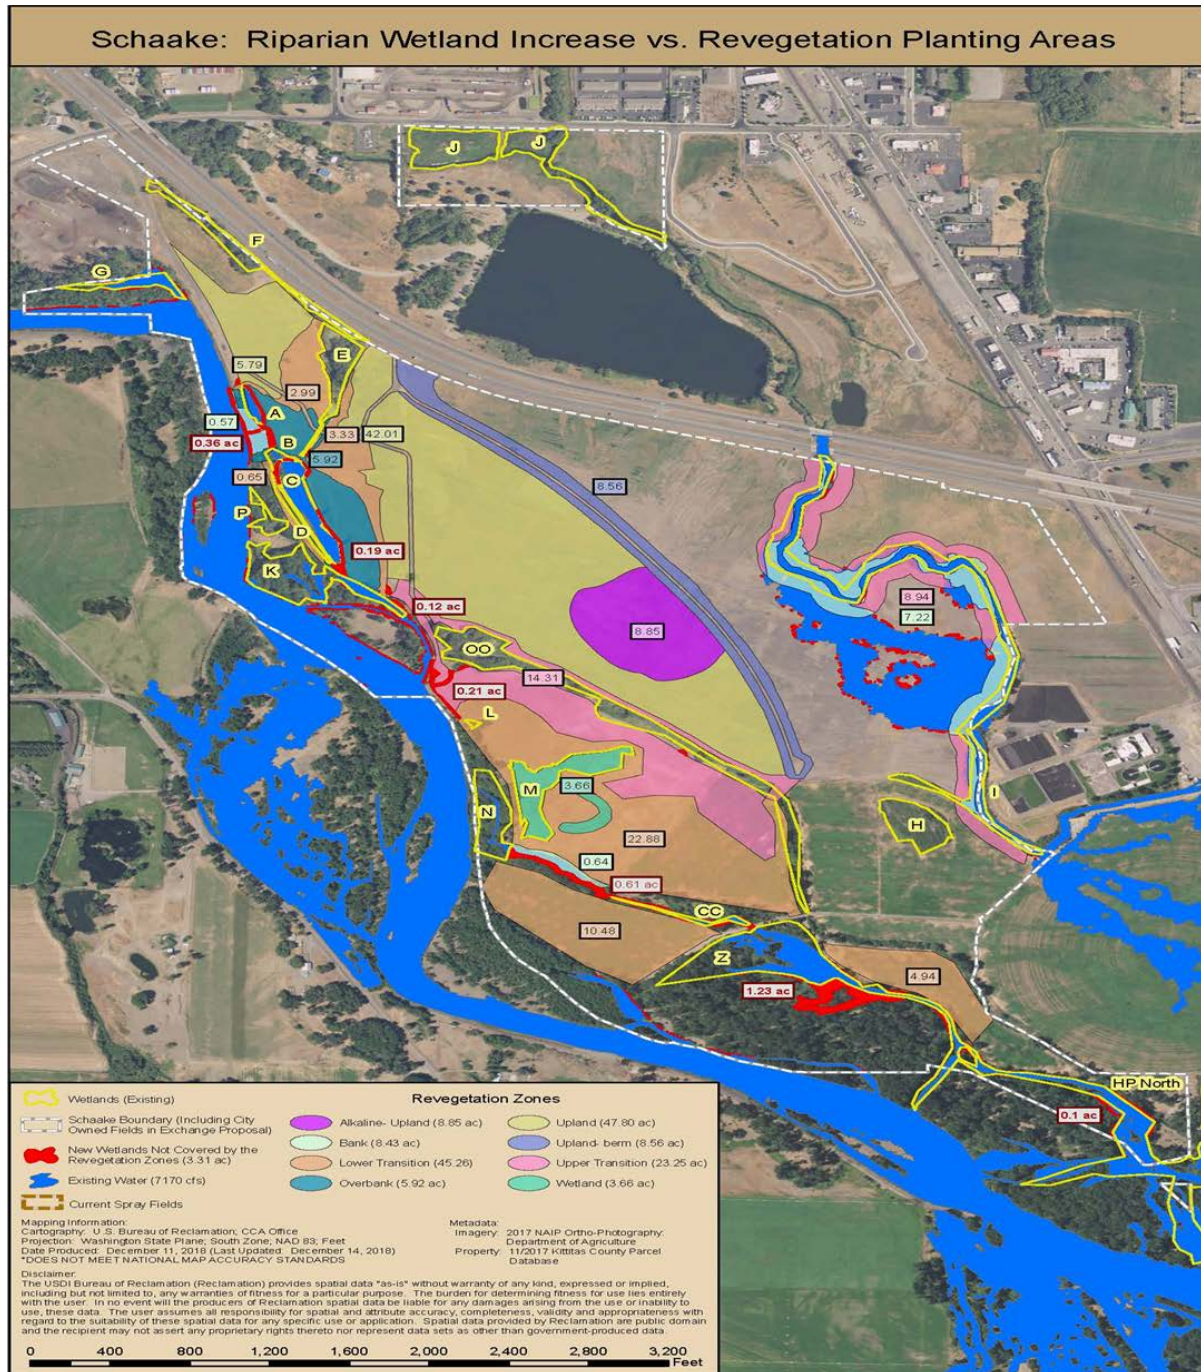 Schaake: Riparian Wetland Increase vs. Revegetation Planting Areas
J
J
F
G
E
5.79
2.99
A
0.57
B
3.33
42.01
0.36 ac
5.92
8.56
0.65
C
P
D
0.19 ac
K
8.94
7.22
0.12 ac
8.85
OO
14.31
0.21 ac
L
M
3.66
N
I
H
22.88
0.64
0.61 ac
CC
10.48
Z
4.94
1.23 ac
HP North
0.1 ac
Wetlands (Existing)
Schaake Boundary (Including City
Owned Fields in Exchange Proposal)
New Wetlands Not Covered by the
Revegetation Zones (3.31 ac)
Existing Water (7170 cfs)
Current Spray Fields
Revegetation Zones
Alkaline- Upland (8.85 ac)
Upland (47.80 ac)
Bank (8.43 ac)
Upland- berm (8.56 ac)
Lower Transition (45.26)
Upper Transition (23.25 ac)
Overbank (5.92 ac)
Wetland (3.66 ac)
Mapping Information:
Cartography: U.S. Bureau of Reclamation; CCA Office
Projection: Washington State Plane; South Zone; NAD 83; Feet
Date Produced: December 11, 2018 (Last Updated: December 14, 2018)
*DOES NOT MEET NATIONAL MAP ACCURACY STANDARDS
Metadata:
Imagery: 2017 NAIP Ortho-Photography:
Department of Agriculture
Property: 11/2017 Kittitas County Parcel
Database
Disclaimer:
The USDI Bureau of Reclamation (Reclamation) provides spatial data "as-is" without warranty of any kind, expressed or implied,
including but not limited to, any warranties of fitness for a particular purpose. The burden for determining fitness for use lies entirely
with the user. In no event will the producers of Reclamation spatial data be liable for any damages arising from the use or inability to
use, these data. The user assumes all responsibility for spatial and attribute accuracy, completeness, validity and appropriateness with
regard to the suitability of these spatial data for any specific use or application. Spatial data provided by Reclamation are public domain
and the recipient may not assert any proprietary rights thereto nor represent data sets as other than government-produced data.
0 400 800 1,200 1,600 2,000 2,400 2,800 3,200
Feet